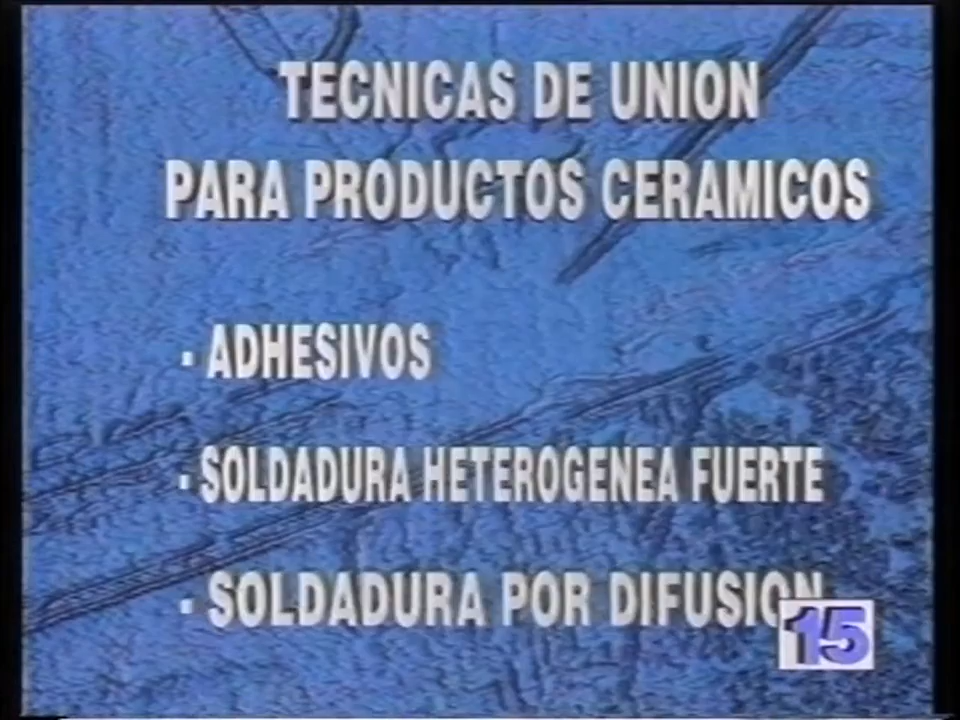 TECNICAS DE UNION
PARA PRODUCTOS CERAMICOS
- ADHESIVOS
- SOLDADURA HETEROGENEA FUERTE
- SOLDADURA POR DIFUSION
15